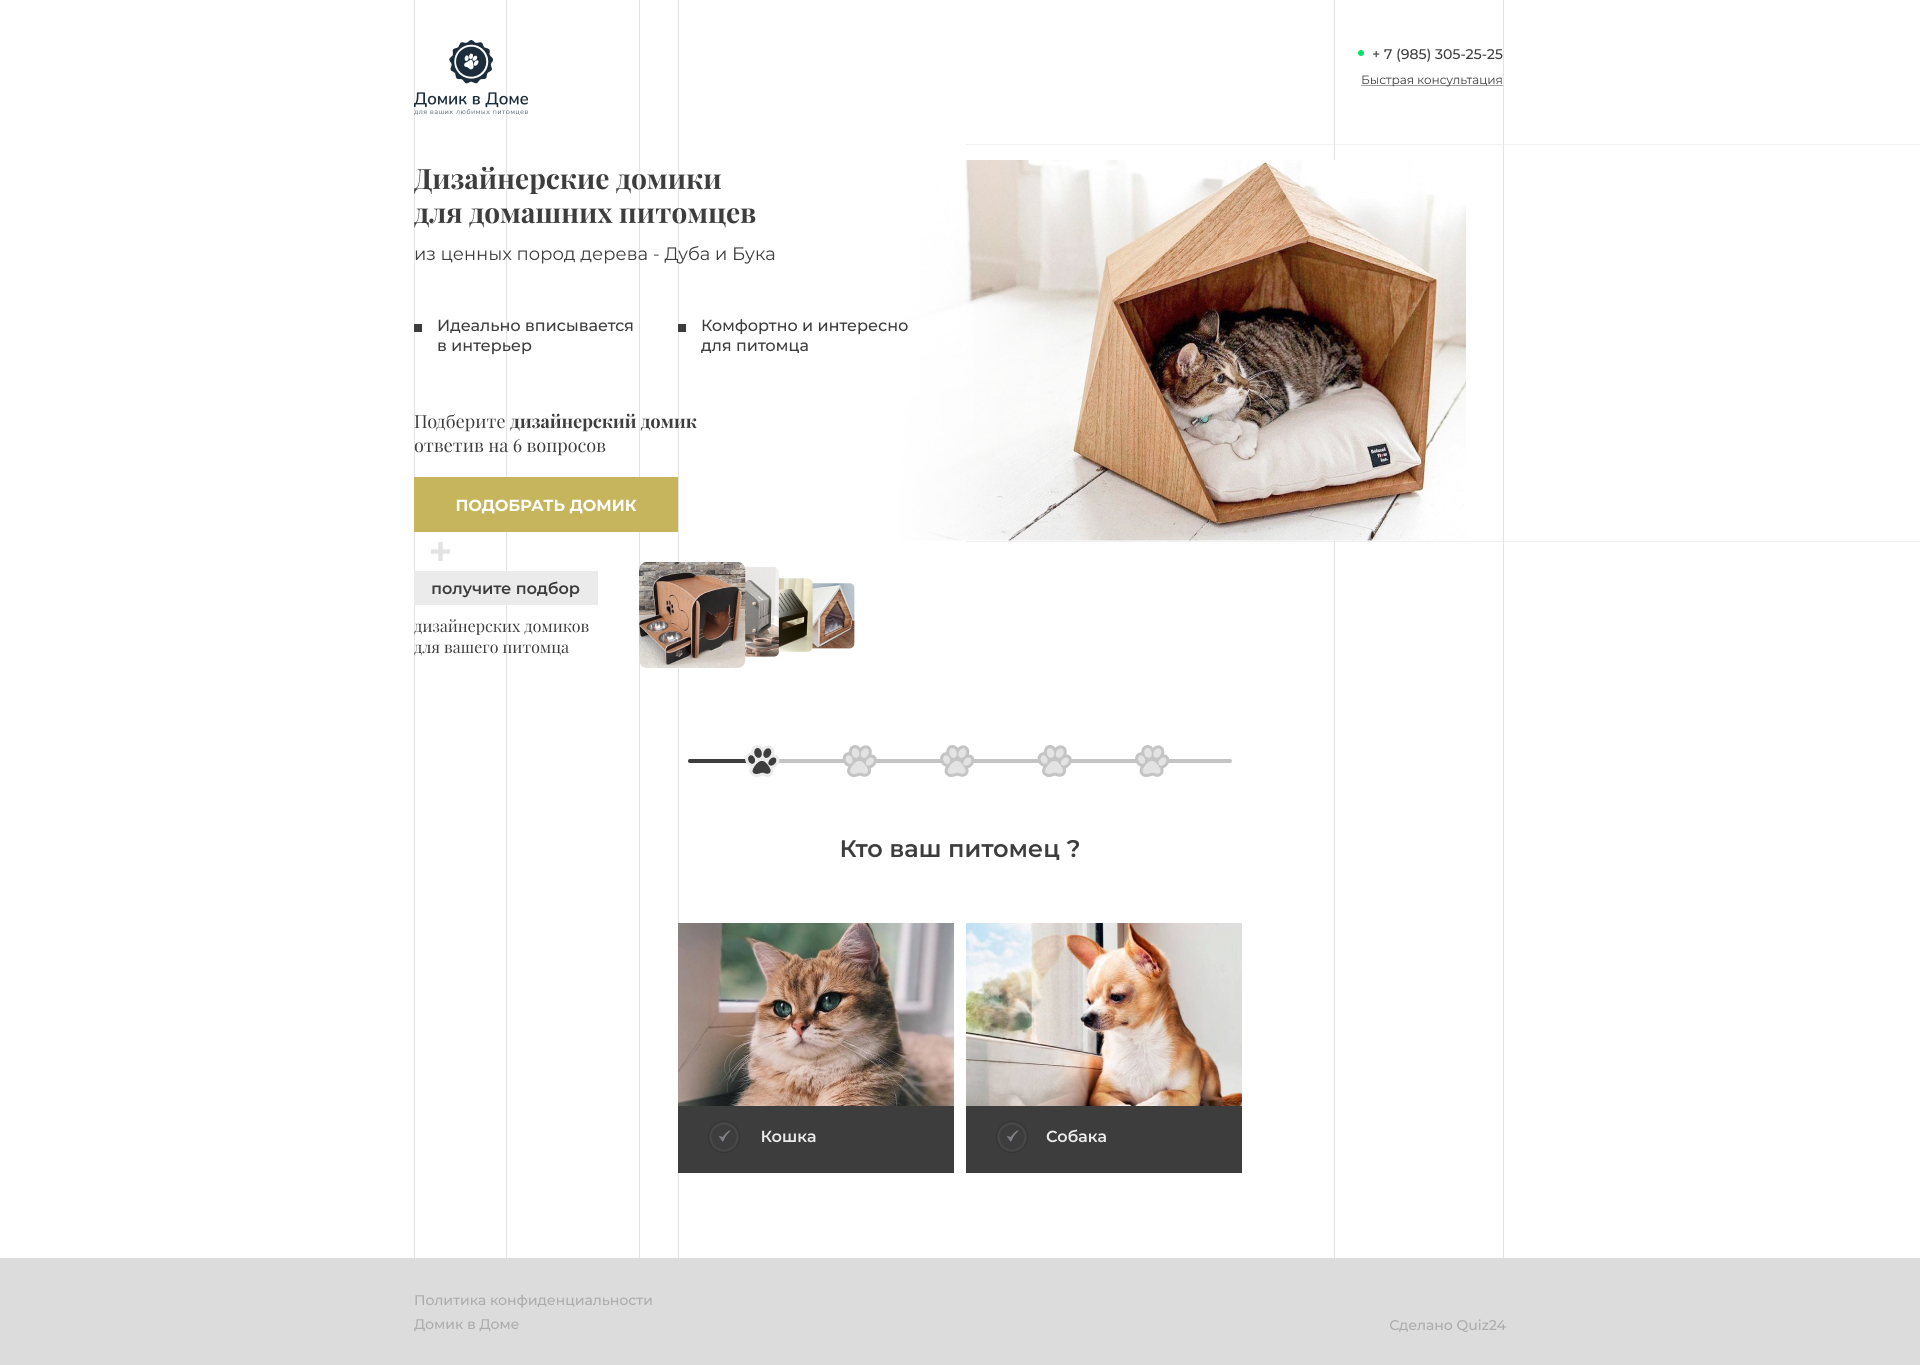 Домик в Доме
для ваших любимых питомцев
+ 7 (985) 305-25-25
Быстрая консультация
Дизайнерские домики
для домашних питомцев
из ценных пород дерева - Дуба и Бука
Идеально вписывается
в интерьер
Комфортно и интересно
для питомца
Подберите дизайнерский домик
ответив на 6 вопросов
ПОДОБРАТЬ ДОМИК
+
получите подбор
дизайнерских домиков
для вашего питомца
Кто ваш питомец ?
Кошка
Собака
Политика конфиденциальности
Домик в Доме
Сделано Quiz24